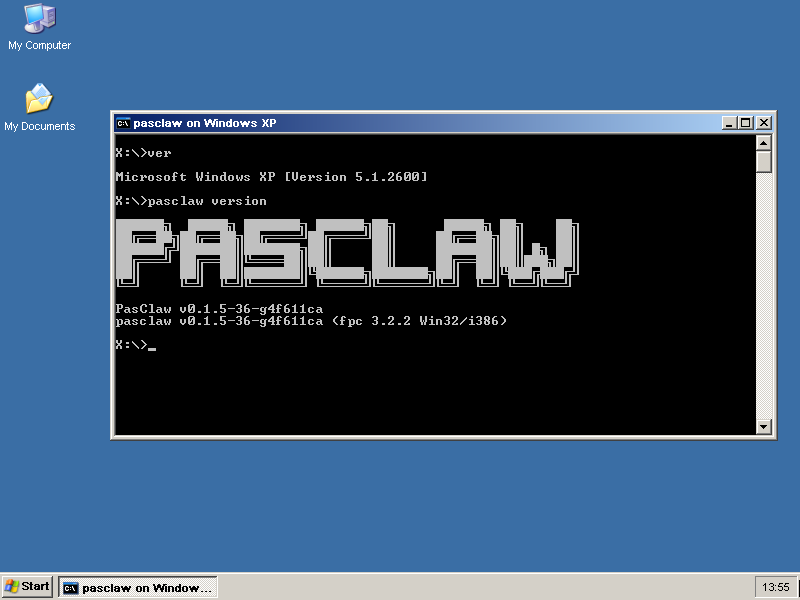 My Computer
My Documents
pasclaw on Windows XP
X:\>ver
Microsoft Windows XP [Version 5.1.2600]
X:\>pasclaw version
PASCLAW
PasClaw v0.1.5-36-g4f611ca
pasclaw v0.1.5-36-g4f611ca (fpc 3.2.2 Win32/i386)
X:\>_
Start
pasclaw on Window...
13:55